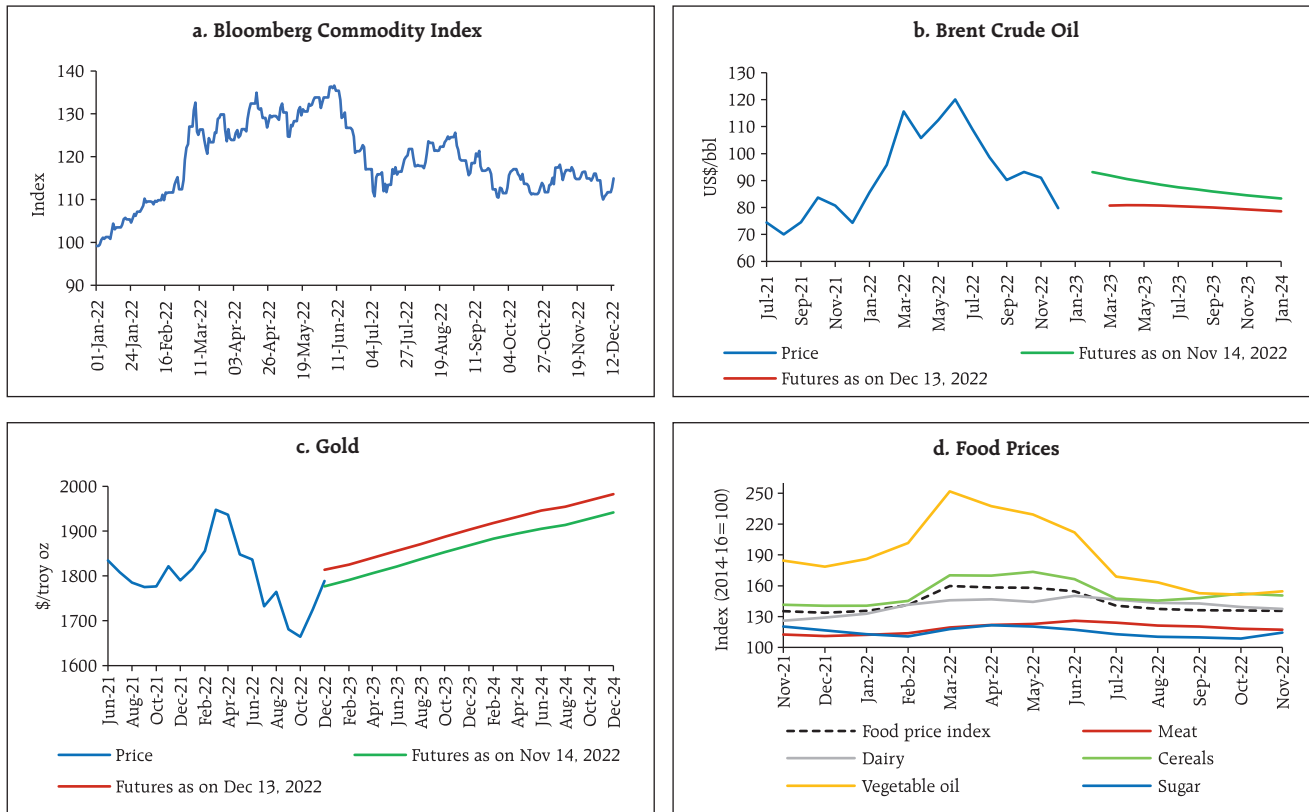 a. Bloomberg Commodity Index
140
130
120
110
100
90
Index
01-Jan-22
24-Jan-22
16-Feb-22
11-Mar-22
03-Apr-22
26-Apr-22
19-May-22
11-Jun-22
04-Jul-22
27-Jul-22
19-Aug-22
11-Sep-22
04-Oct-22
27-Oct-22
19-Nov-22
12-Dec-22
b. Brent Crude Oil
130
120
110
100
90
80
70
60
US$/bbl
Jul-21
Sep-21
Nov-21
Jan-22
Mar-22
May-22
Jul-22
Sep-22
Nov-22
Jan-23
Mar-23
May-23
Jul-23
Sep-23
Nov-23
Jan-24
Price
Futures as on Nov 14, 2022
Futures as on Dec 13, 2022
c. Gold
2000
1900
1800
1700
1600
$/troy oz
Jun-21
Aug-21
Oct-21
Dec-21
Feb-22
Apr-22
Jun-22
Aug-22
Oct-22
Dec-22
Feb-23
Apr-23
Jun-23
Aug-23
Oct-23
Dec-23
Feb-24
Apr-24
Jun-24
Aug-24
Oct-24
Dec-24
Price
Futures as on Nov 14, 2022
Futures as on Dec 13, 2022
d. Food Prices
250
220
190
160
130
100
Index (2014-16=100)
Nov-21
Dec-21
Jan-22
Feb-22
Mar-22
Apr-22
May-22
Jun-22
Jul-22
Aug-22
Sep-22
Oct-22
Nov-22
Food price index
Meat
Dairy
Cereals
Vegetable oil
Sugar